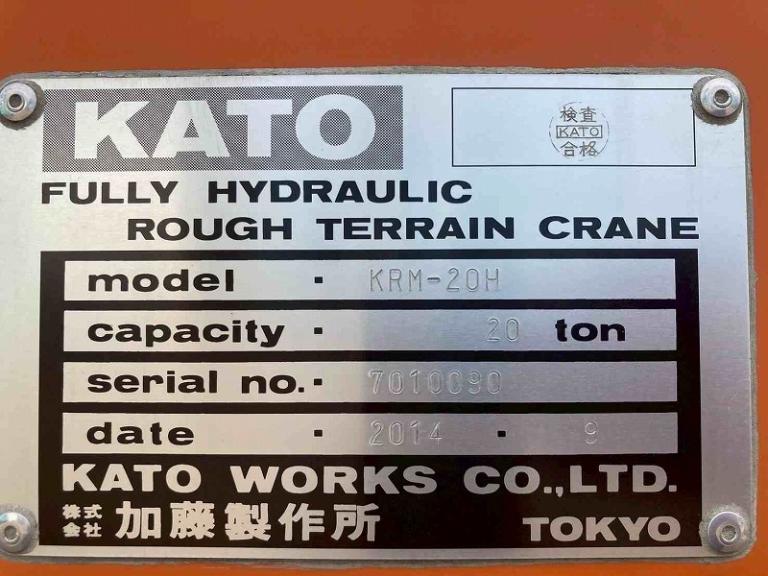 KATO
検査
KATO
合格
FULLY HYDRAULIC
ROUGH TERRAIN CRANE
model · KRM-20H
capacity · 20 ton
serial no. · 7010090
date · 2014 · 9
KATO WORKS CO.,LTD.
株式会社 加藤製作所 TOKYO